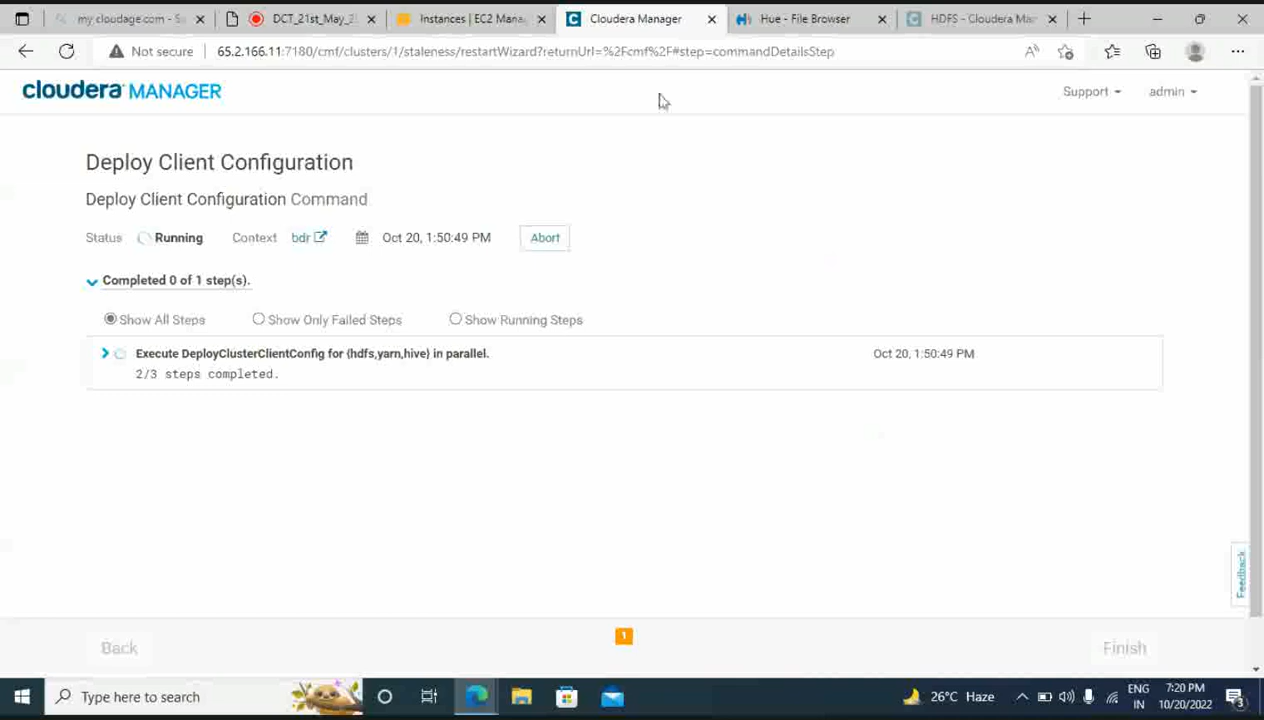 my.cloudage.com - S
DCT_21st_May_2
Instances | EC2 Mana
Cloudera Manager
Hue - File Browser
HDFS - Cloudera Ma
Not secure
65.2.166.11:7180/cmf/clusters/1/staleness/restartWizard?returnUrl=%2Fcmf%2F#step=commandDetailsStep
cloudera MANAGER
Support
admin
Deploy Client Configuration
Deploy Client Configuration Command
Status Running Context bdr Oct 20, 1:50:49 PM Abort
Completed 0 of 1 step(s).
Show All Steps Show Only Failed Steps Show Running Steps
Execute DeployClusterClientConfig for {hdfs,yarn,hive} in parallel. Oct 20, 1:50:49 PM
2/3 steps completed.
Feedback
Back 1 Finish
Type here to search
26°C Haze
ENG
IN
7:20 PM
10/20/2022
3